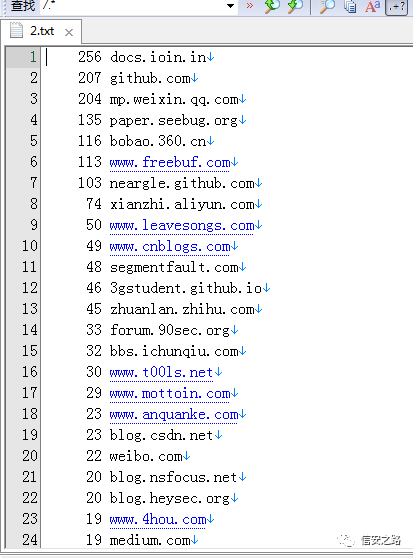 查找 /.*
2.txt
1 256 docs.ioin.in↓
2 207 github.com↓
3 204 mp.weixin.qq.com↓
4 135 paper.seebug.org↓
5 116 bobao.360.cn↓
6 113 www.freebuf.com↓
7 103 neargle.github.com↓
8 74 xianzhi.aliyun.com↓
9 50 www.leavesongs.com↓
10 49 www.cnblogs.com↓
11 48 segmentfault.com↓
12 46 3gstudent.github.io↓
13 45 zhuanlan.zhihu.com↓
14 33 forum.90sec.org↓
15 32 bbs.ichunqiu.com↓
16 30 www.t00ls.net↓
17 29 www.mottoin.com↓
18 23 www.anquanke.com↓
19 23 blog.csdn.net↓
20 22 weibo.com↓
21 20 blog.nsfocus.net↓
22 20 blog.heysec.org↓
23 19 www.4hou.com↓
24 19 medium.com↓
信安之路